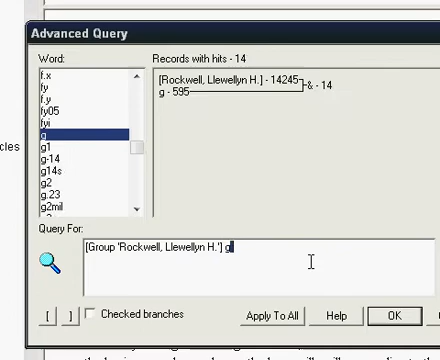 Advanced Query
Word:
Records with hits - 14
f.x
fy
f.y
fy05
fyi
g
g1
g-14
g14s
g2
g.23
g2mil
[Rockwell, Llewellyn H.] - 14245
& - 14
g - 595
cles
Query For:
[Group 'Rockwell, Llewellyn H.'] g
[
]
Checked branches
Apply To All
Help
OK